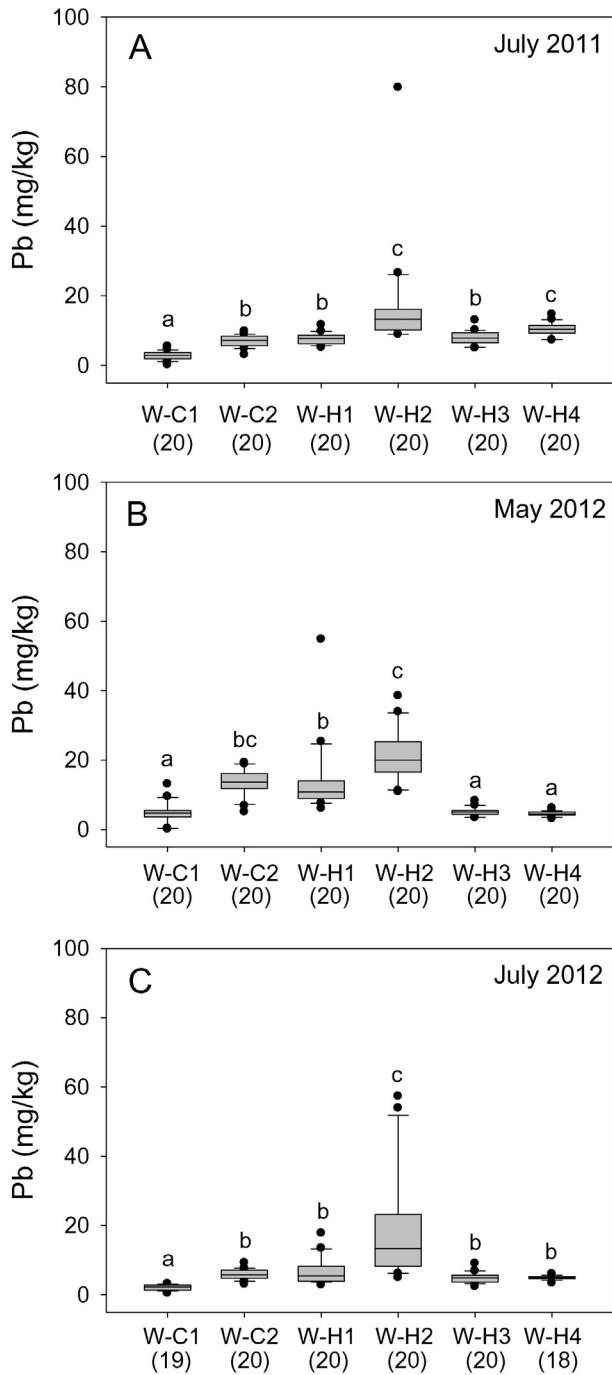 A July 2011
Pb (mg/kg)
100
80
60
40
20
0
a b b c b c
W-C1 W-C2 W-H1 W-H2 W-H3 W-H4
(20) (20) (20) (20) (20) (20)
B May 2012
Pb (mg/kg)
100
80
60
40
20
0
a bc b c a a
W-C1 W-C2 W-H1 W-H2 W-H3 W-H4
(20) (20) (20) (20) (20) (20)
C July 2012
Pb (mg/kg)
100
80
60
40
20
0
a b b c b b
W-C1 W-C2 W-H1 W-H2 W-H3 W-H4
(19) (20) (20) (20) (20) (18)